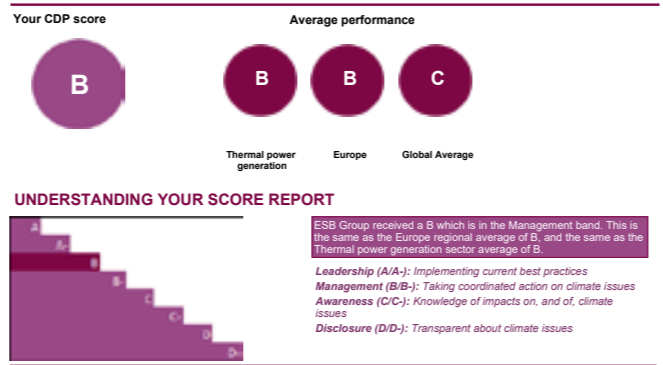 Your CDP score
Average performance
B
B
B
C
Thermal power
generation
Europe
Global Average
UNDERSTANDING YOUR SCORE REPORT
A
A-
B
B-
C
C-
D
D-
ESB Group received a B which is in the Management band. This is
the same as the Europe regional average of B, and the same as the
Thermal power generation sector average of B.
Leadership (A/A-): Implementing current best practices
Management (B/B-): Taking coordinated action on climate issues
Awareness (C/C-): Knowledge of impacts on, and of, climate
issues
Disclosure (D/D-): Transparent about climate issues